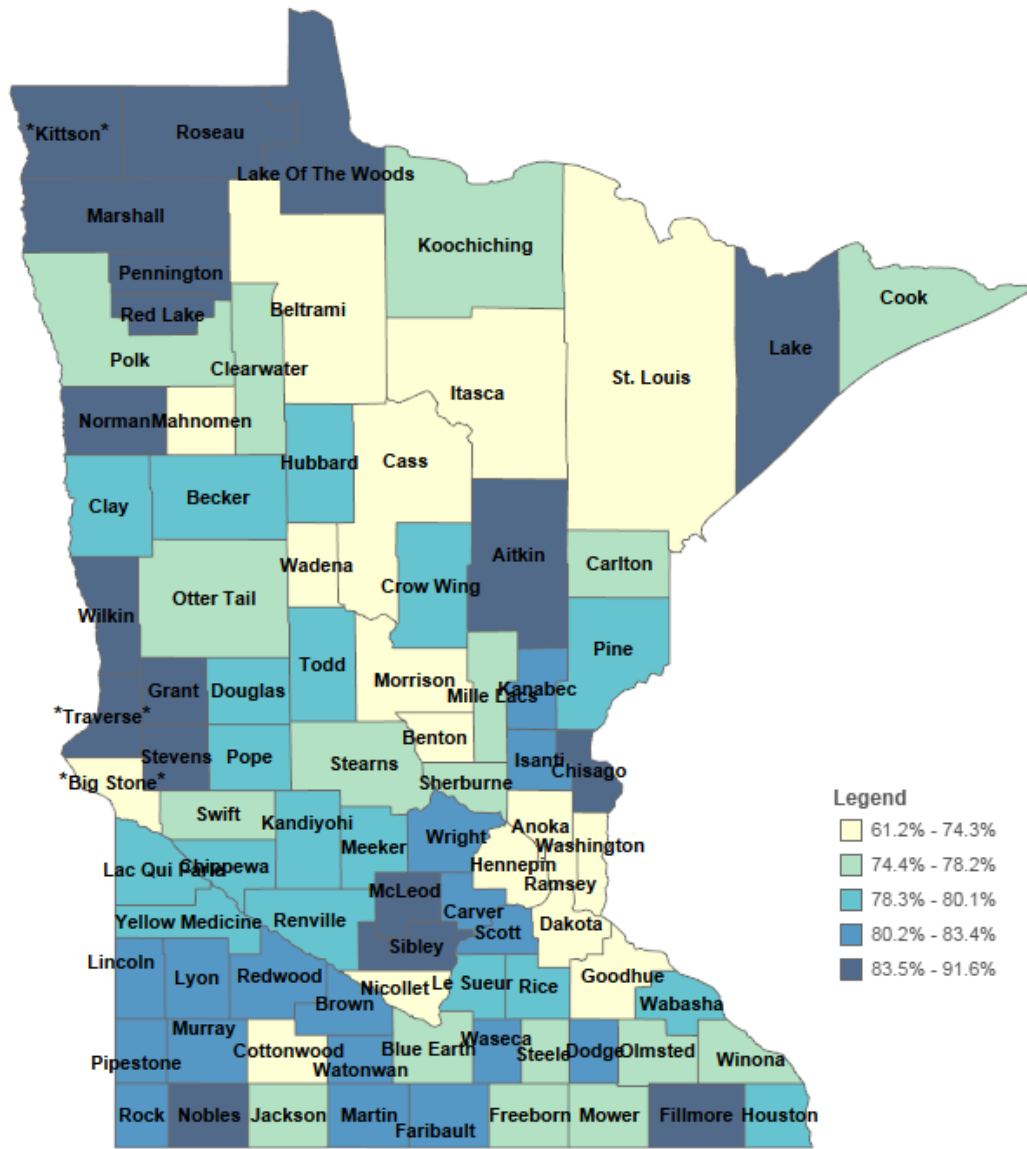 *Kittson*
Roseau
Lake Of The Woods
Marshall
Koochiching
Pennington
Cook
Red Lake
Beltrami
Lake
Polk
Clearwater
St. Louis
Itasca
Norman
Mahnomen
Hubbard
Cass
Becker
Clay
Aitkin
Wadena
Carlton
Crow Wing
Otter Tail
Wilkin
Pine
Todd
Morrison
Grant
Douglas
Kanabec
Mille Lacs
*Traverse*
Benton
Stevens
Pope
Isanti
Stearns
Chisago
*Big Stone*
Sherburne
Legend
Swift
Kandiyohi
Anoka
61.2% - 74.3%
Wright
Washington
Meeker
74.4% - 78.2%
Lac Qui Parle
Chippewa
Hennepin
Ramsey
78.3% - 80.1%
McLeod
Carver
Yellow Medicine
Renville
Dakota
Scott
80.2% - 83.4%
Sibley
Lincoln
Lyon
Redwood
Goodhue
83.5% - 91.6%
Nicollet
Le Sueur
Rice
Brown
Wabasha
Murray
Waseca
Pipestone
Cottonwood
Blue Earth
Steele
Dodge
Olmsted
Winona
Watonwan
Rock
Nobles
Jackson
Martin
Faribault
Freeborn
Mower
Fillmore
Houston